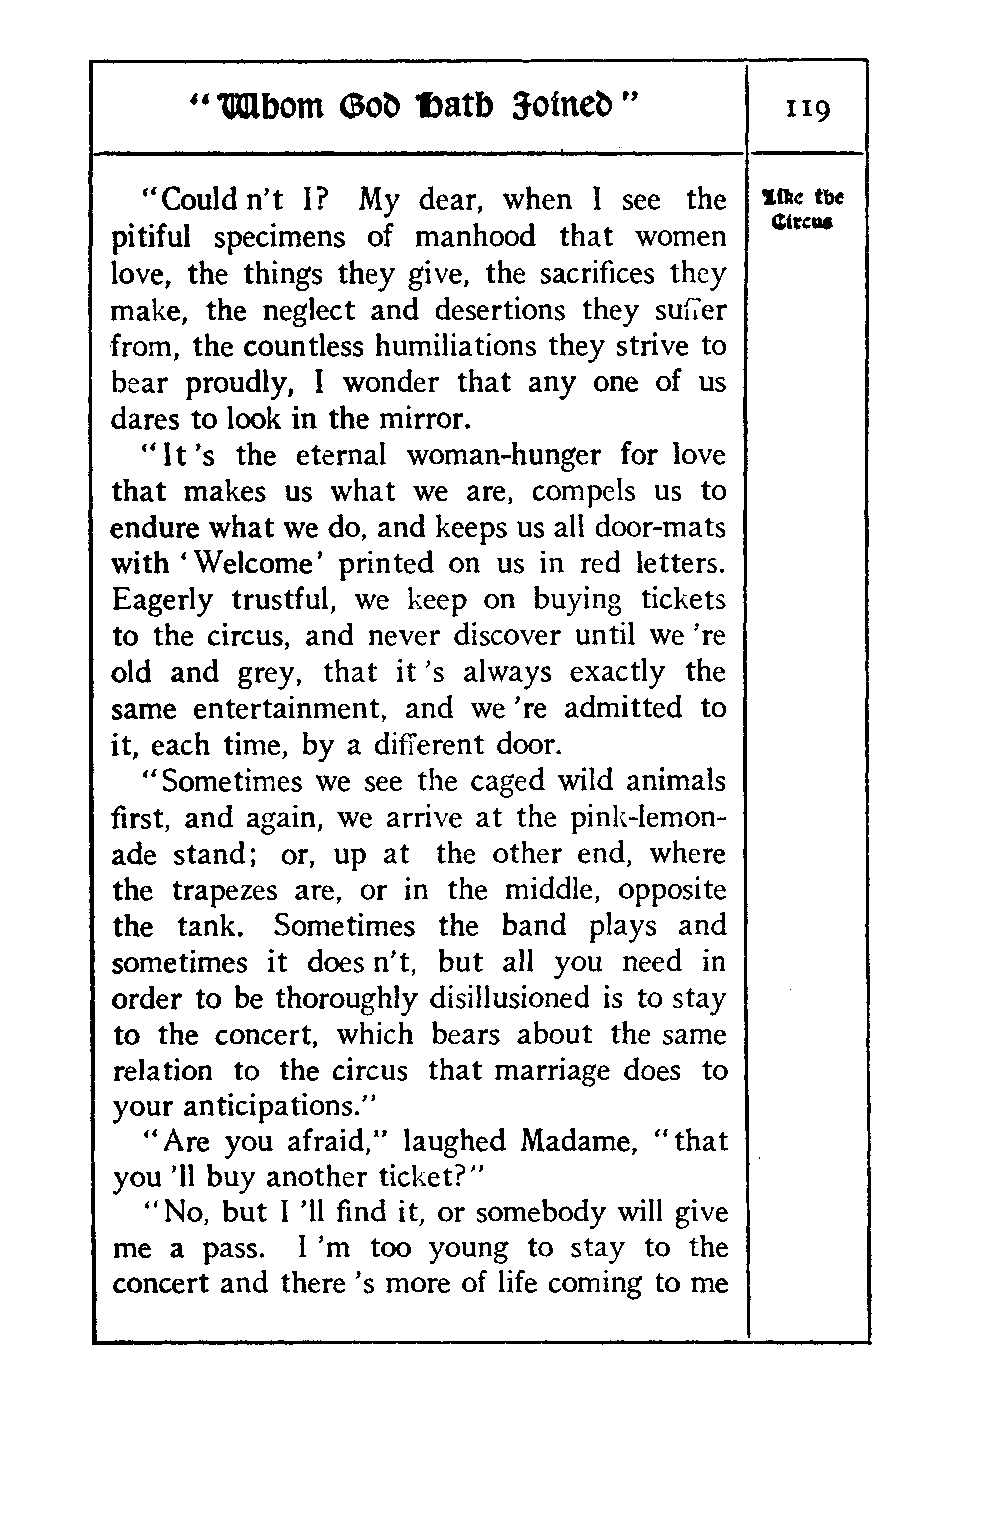 "Whom God Hath Joined" 119
Like the
Circus
"Could n't I? My dear, when I see the
pitiful specimens of manhood that women
love, the things they give, the sacrifices they
make, the neglect and desertions they suffer
from, the countless humiliations they strive to
bear proudly, I wonder that any one of us
dares to look in the mirror.
"It 's the eternal woman-hunger for love
that makes us what we are, compels us to
endure what we do, and keeps us all door-mats
with 'Welcome' printed on us in red letters.
Eagerly trustful, we keep on buying tickets
to the circus, and never discover until we 're
old and grey, that it 's always exactly the
same entertainment, and we 're admitted to
it, each time, by a different door.
"Sometimes we see the caged wild animals
first, and again, we arrive at the pink-lemon-
ade stand; or, up at the other end, where
the trapezes are, or in the middle, opposite
the tank. Sometimes the band plays and
sometimes it does n't, but all you need in
order to be thoroughly disillusioned is to stay
to the concert, which bears about the same
relation to the circus that marriage does to
your anticipations."
"Are you afraid," laughed Madame, "that
you 'll buy another ticket?"
"No, but I 'll find it, or somebody will give
me a pass. I 'm too young to stay to the
concert and there 's more of life coming to me